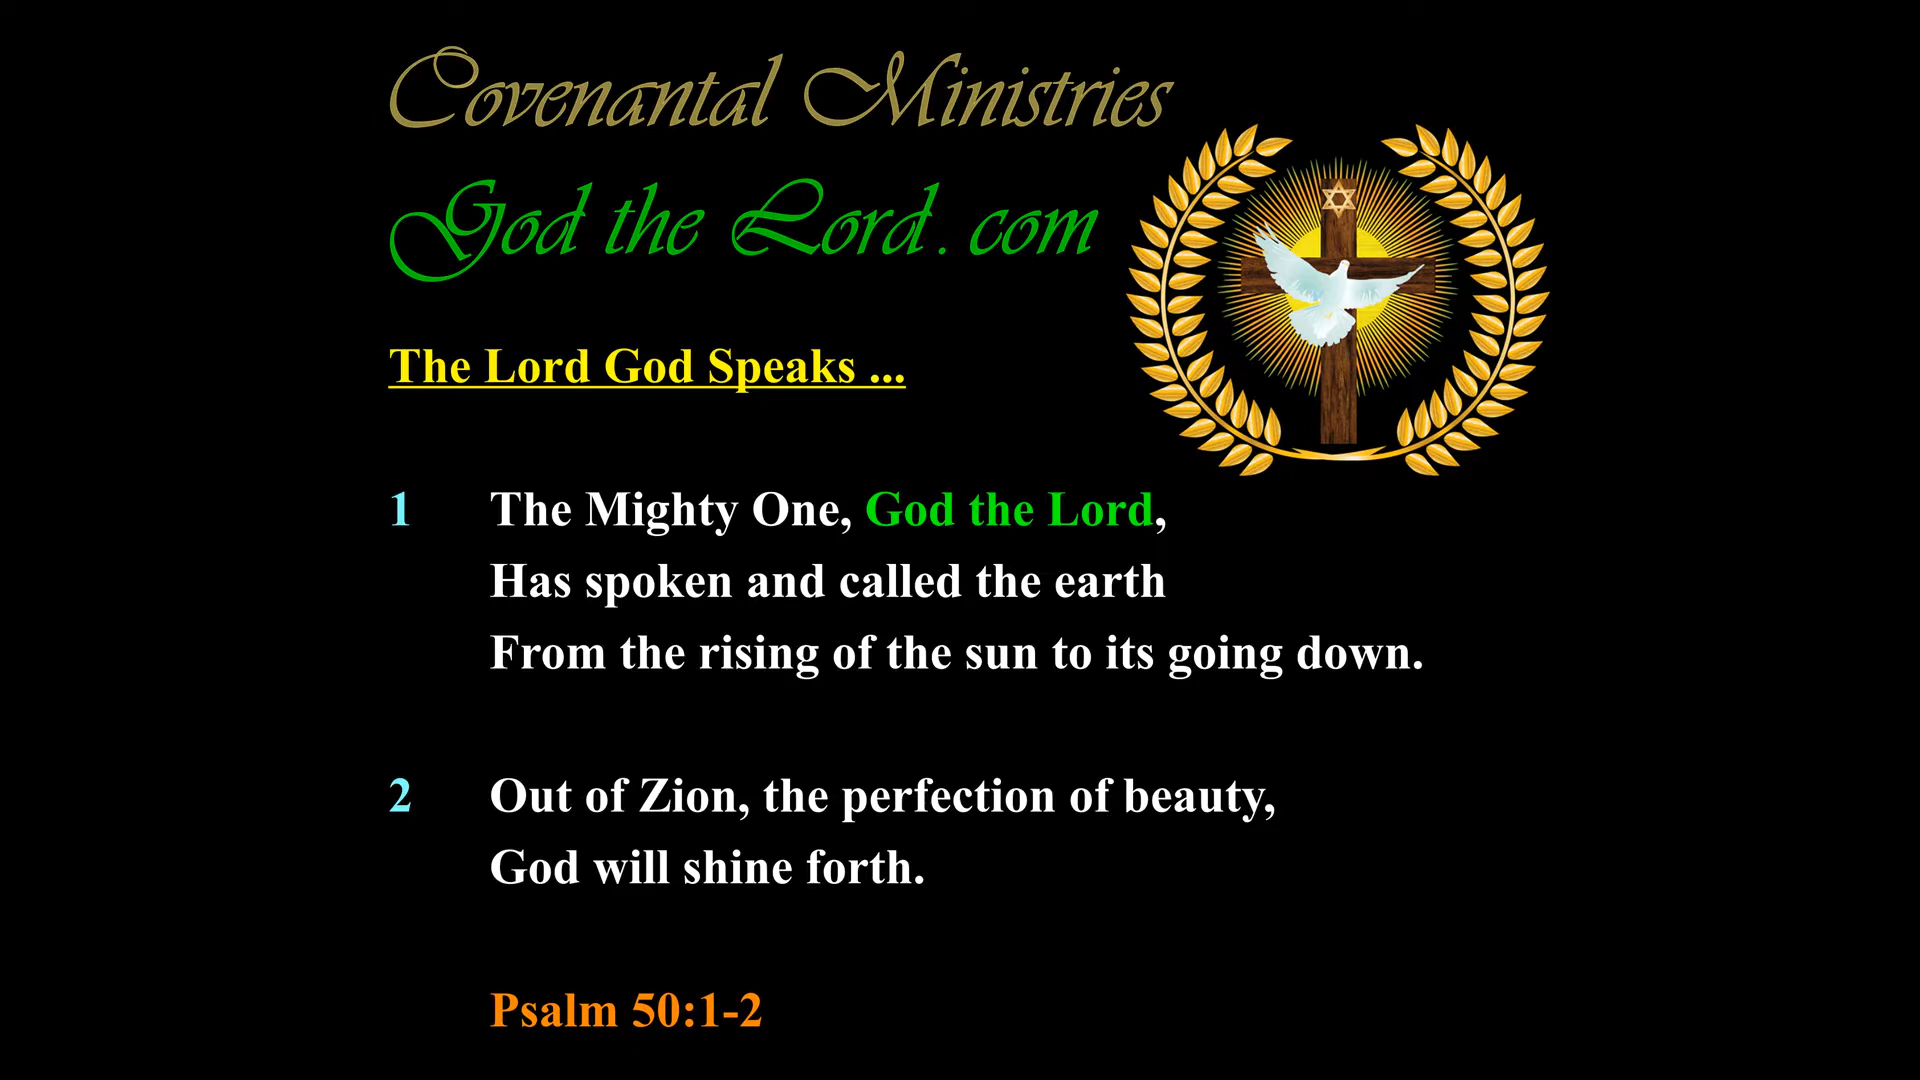 Covenantal Ministries
God the Lord.com
The Lord God Speaks ...
1 The Mighty One, God the Lord,
Has spoken and called the earth
From the rising of the sun to its going down.
2 Out of Zion, the perfection of beauty,
God will shine forth.
Psalm 50:1-2